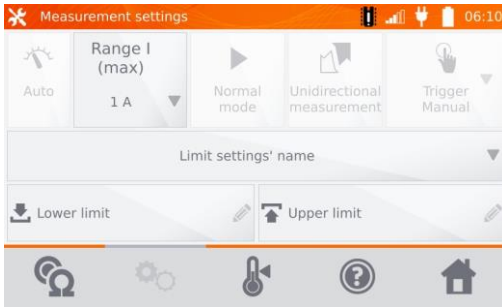 Measurement settings 06:10
Auto
Range I
(max)
1 A
Normal
mode
Unidirectional
measurement
Trigger
Manual
Limit settings' name
Lower limit
Upper limit